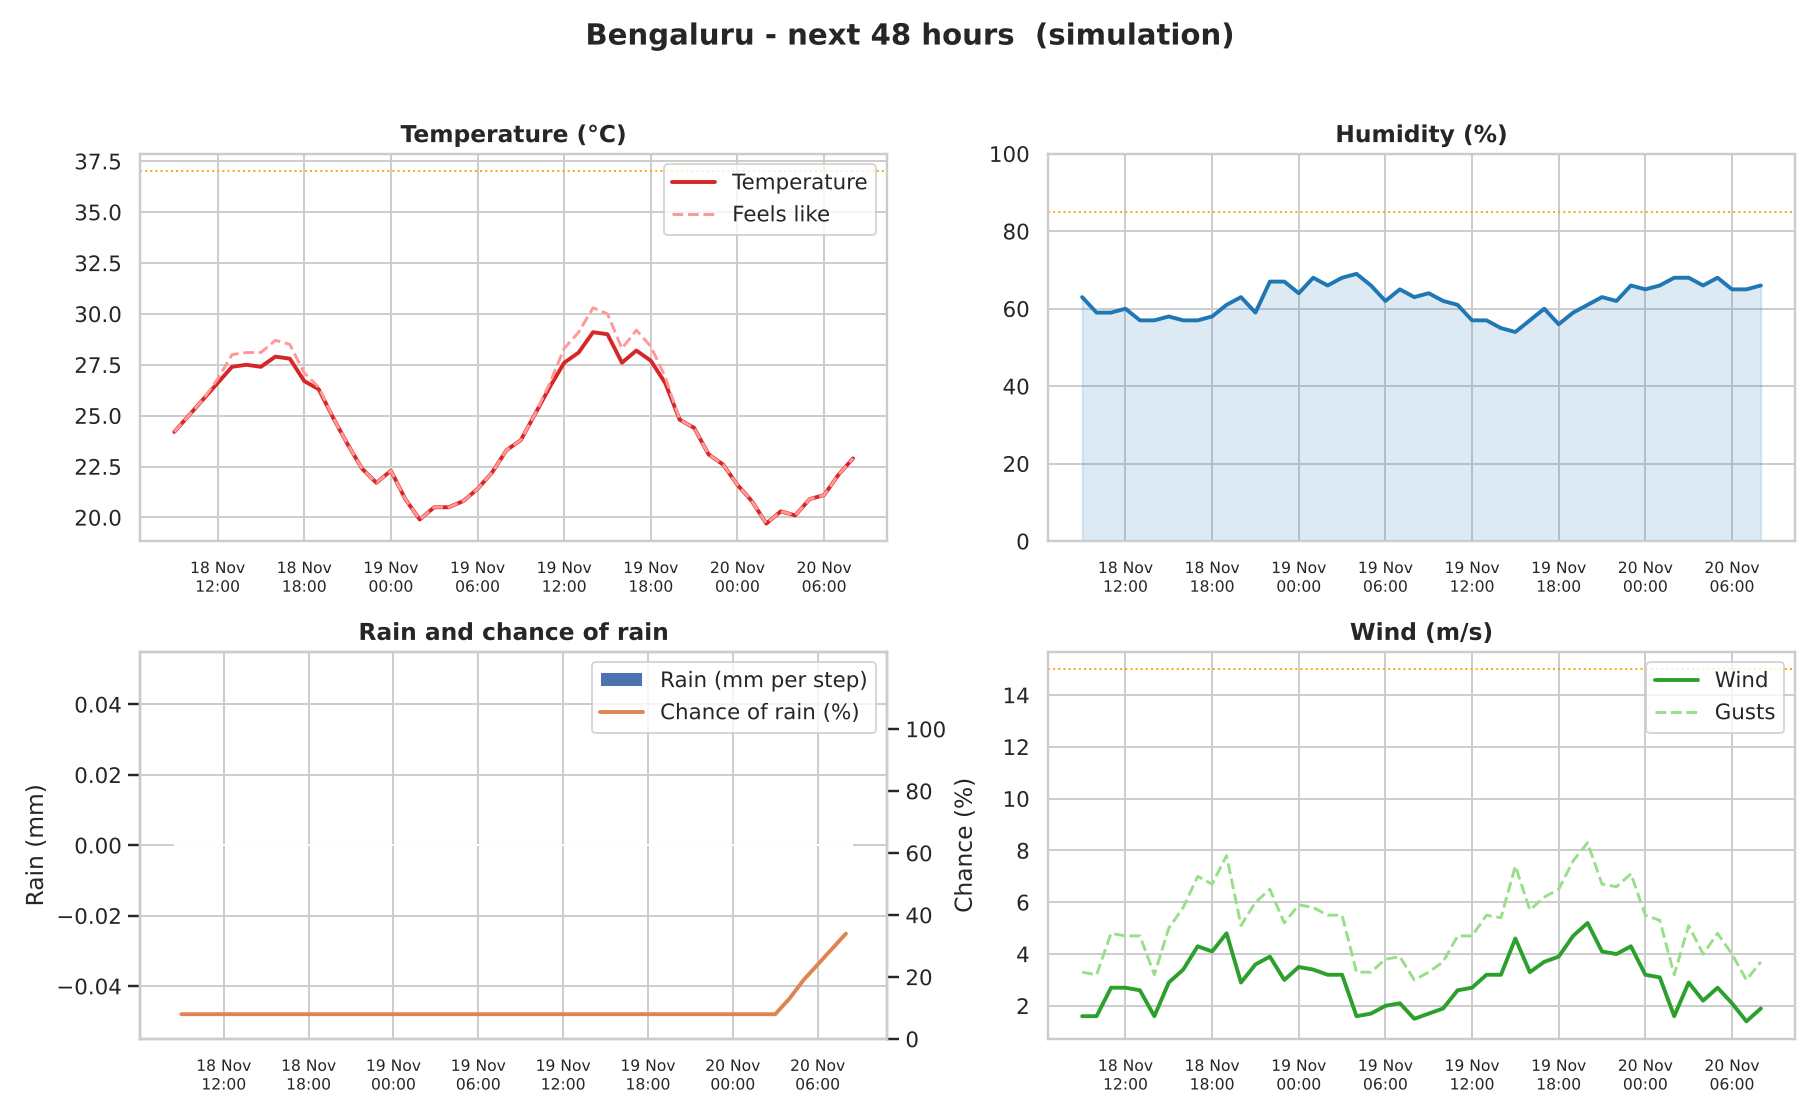 Bengaluru - next 48 hours  (simulation)
Temperature (°C)
37.5
35.0
32.5
30.0
27.5
25.0
22.5
20.0
Temperature
Feels like
18 Nov 18 Nov 19 Nov 19 Nov 19 Nov 19 Nov 20 Nov 20 Nov
12:00 18:00 00:00 06:00 12:00 18:00 00:00 06:00
Humidity (%)
100
80
60
40
20
0
18 Nov 18 Nov 19 Nov 19 Nov 19 Nov 19 Nov 20 Nov 20 Nov
12:00 18:00 00:00 06:00 12:00 18:00 00:00 06:00
Rain and chance of rain
Rain (mm)
0.04
0.02
0.00
−0.02
−0.04
Rain (mm per step)
Chance of rain (%)
100
80
60
40
20
0
Chance (%)
18 Nov 18 Nov 19 Nov 19 Nov 19 Nov 19 Nov 20 Nov 20 Nov
12:00 18:00 00:00 06:00 12:00 18:00 00:00 06:00
Wind (m/s)
14
12
10
8
6
4
2
Wind
Gusts
18 Nov 18 Nov 19 Nov 19 Nov 19 Nov 19 Nov 20 Nov 20 Nov
12:00 18:00 00:00 06:00 12:00 18:00 00:00 06:00